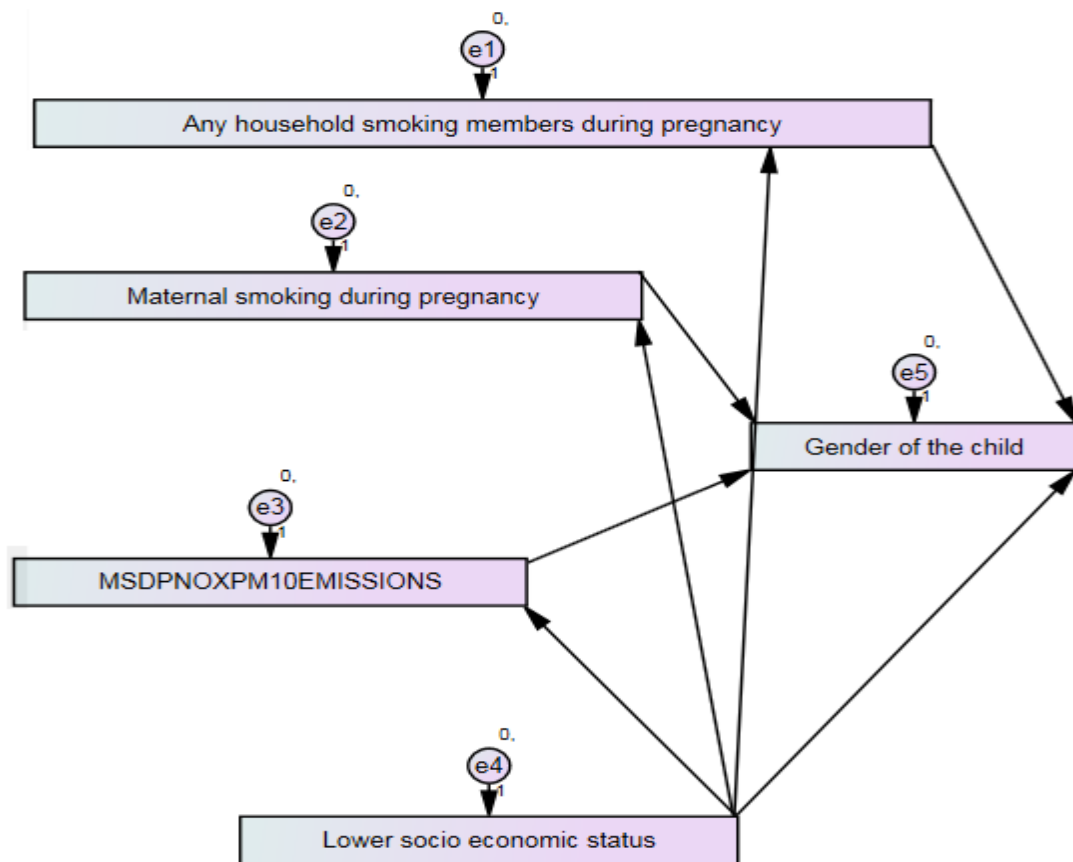 0,
e1
1
Any household smoking members during pregnancy
0,
e2
1
Maternal smoking during pregnancy
0,
e5
1
Gender of the child
0,
e3
1
MSDPNOXPM10EMISSIONS
0,
e4
1
Lower socio economic status